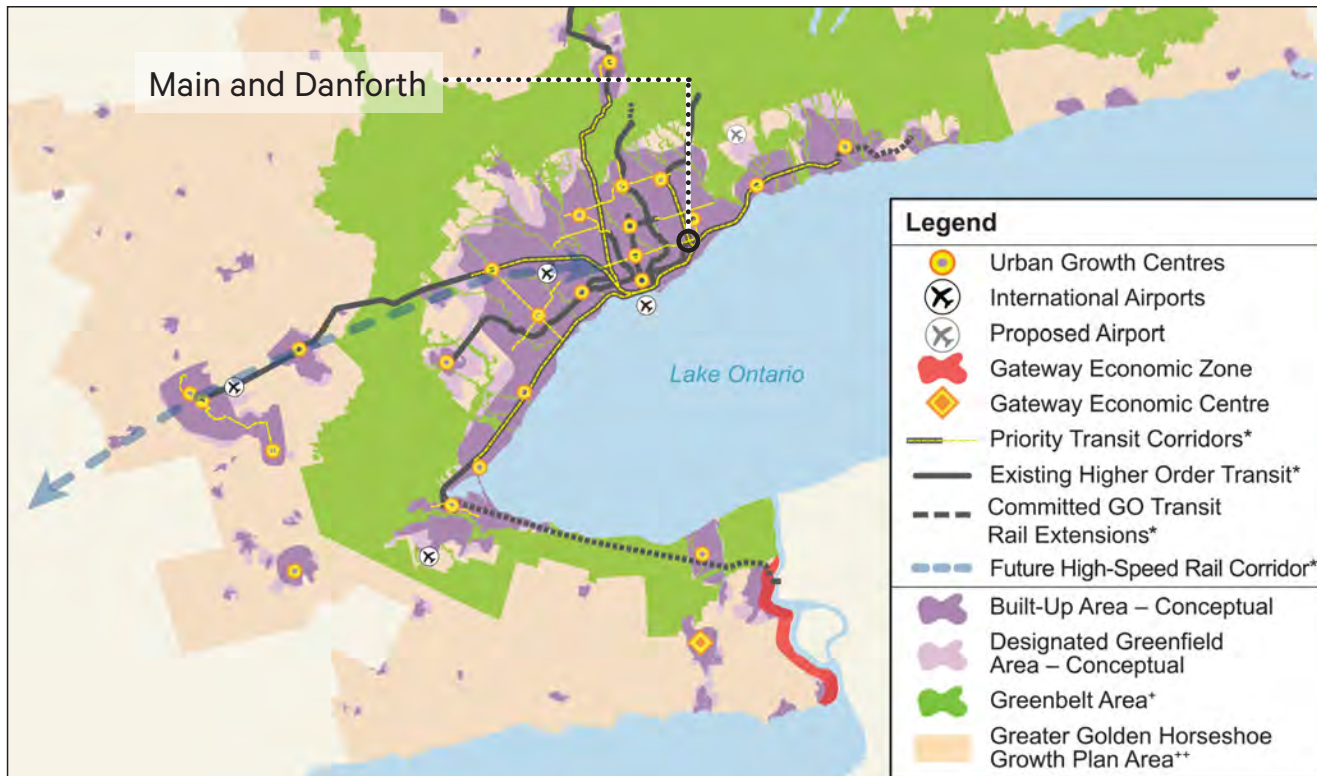 Main and Danforth
Lake Ontario
Legend
Urban Growth Centres
International Airports
Proposed Airport
Gateway Economic Zone
Gateway Economic Centre
Priority Transit Corridors*
Existing Higher Order Transit*
Committed GO Transit
Rail Extensions*
Future High-Speed Rail Corridor*
Built-Up Area – Conceptual
Designated Greenfield
Area – Conceptual
Greenbelt Area+
Greater Golden Horseshoe
Growth Plan Area++